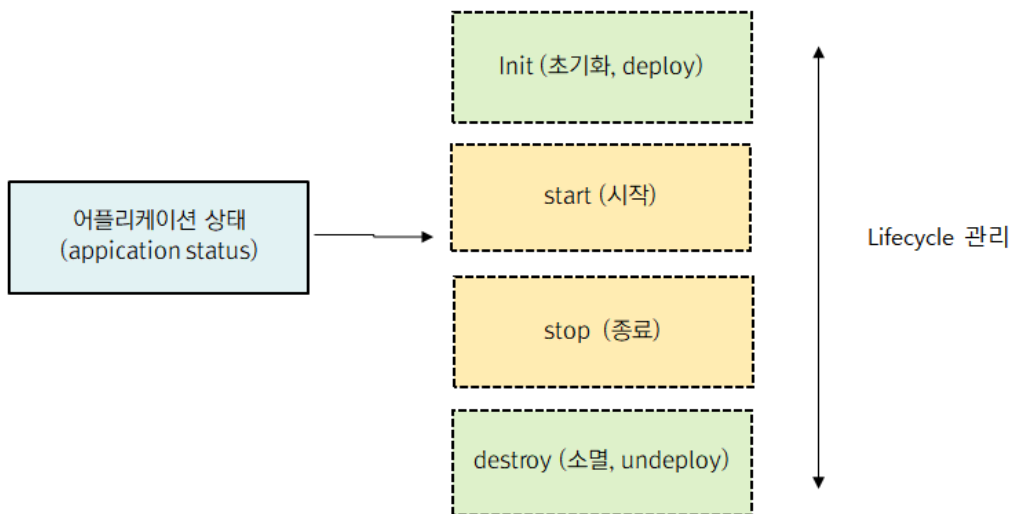 Init (초기화, deploy)
start (시작)
어플리케이션 상태
(appication status)
Lifecycle 관리
stop (종료)
destroy (소멸, undeploy)